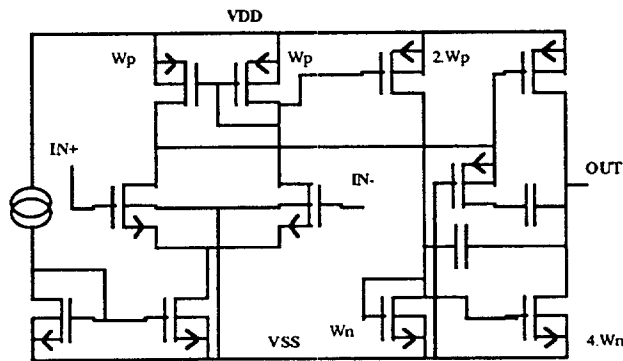 VDD
Wp
Wp
2.Wp
IN+
IN-
OUT
Wn
VSS
4.Wn